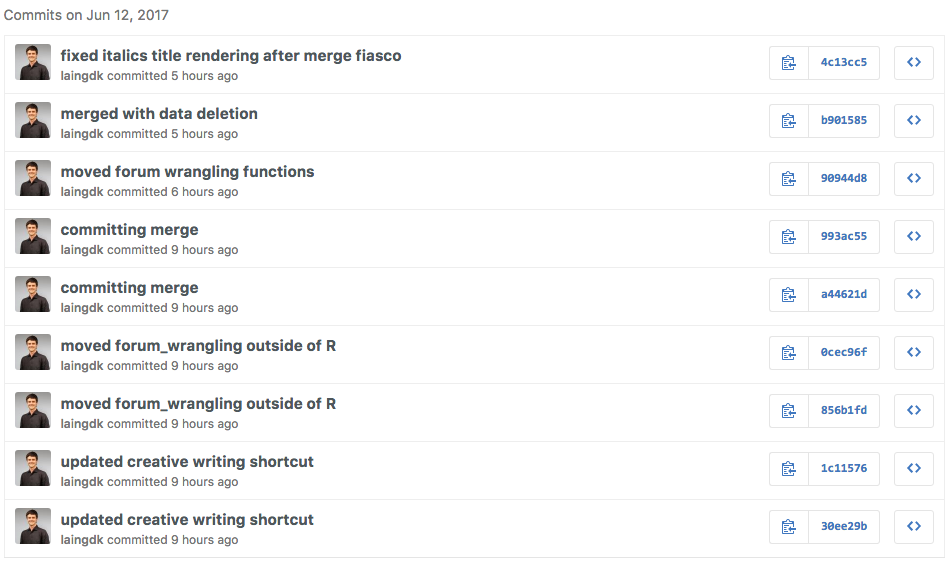 Commits on Jun 12, 2017
fixed italics title rendering after merge fiasco
laingdk committed 5 hours ago
4c13cc5
merged with data deletion
laingdk committed 5 hours ago
b901585
moved forum wrangling functions
laingdk committed 6 hours ago
90944d8
committing merge
laingdk committed 9 hours ago
993ac55
committing merge
laingdk committed 9 hours ago
a44621d
moved forum_wrangling outside of R
laingdk committed 9 hours ago
0cec96f
moved forum_wrangling outside of R
laingdk committed 9 hours ago
856b1fd
updated creative writing shortcut
laingdk committed 9 hours ago
1c11576
updated creative writing shortcut
laingdk committed 9 hours ago
30ee29b